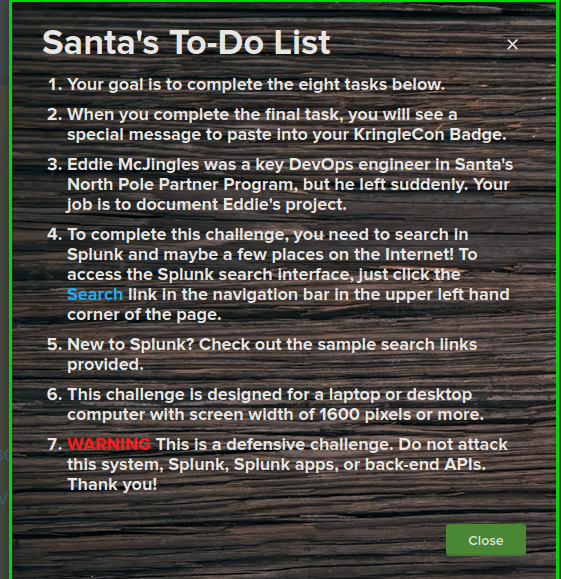 Santa's To-Do List
×
1. Your goal is to complete the eight tasks below.
2. When you complete the final task, you will see a
special message to paste into your KringleCon Badge.
3. Eddie McJingles was a key DevOps engineer in Santa's
North Pole Partner Program, but he left suddenly. Your
job is to document Eddie's project.
4. To complete this challenge, you need to search in
Splunk and maybe a few places on the Internet! To
access the Splunk search interface, just click the
Search link in the navigation bar in the upper left hand
corner of the page.
5. New to Splunk? Check out the sample search links
provided.
6. This challenge is designed for a laptop or desktop
computer with screen width of 1600 pixels or more.
7. WARNING This is a defensive challenge. Do not attack
this system, Splunk, Splunk apps, or back-end APIs.
Thank you!
Close